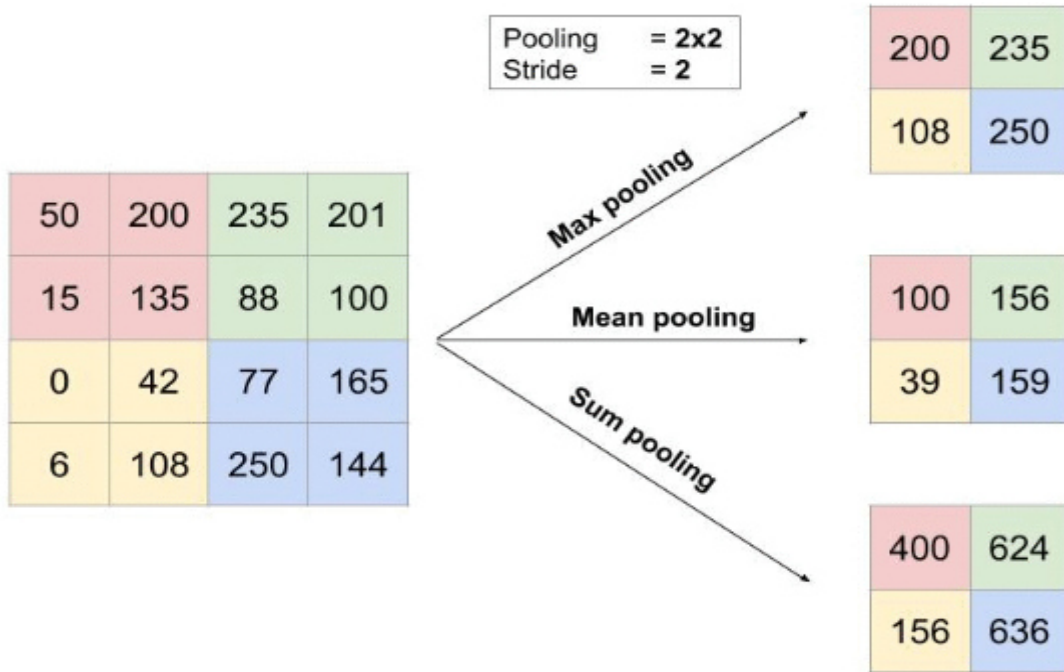 Pooling = 2x2
Stride = 2
200 235
108 250
Max pooling
50 200 235 201
15 135 88 100
0 42 77 165
6 108 250 144
Mean pooling
100 156
39 159
Sum pooling
400 624
156 636